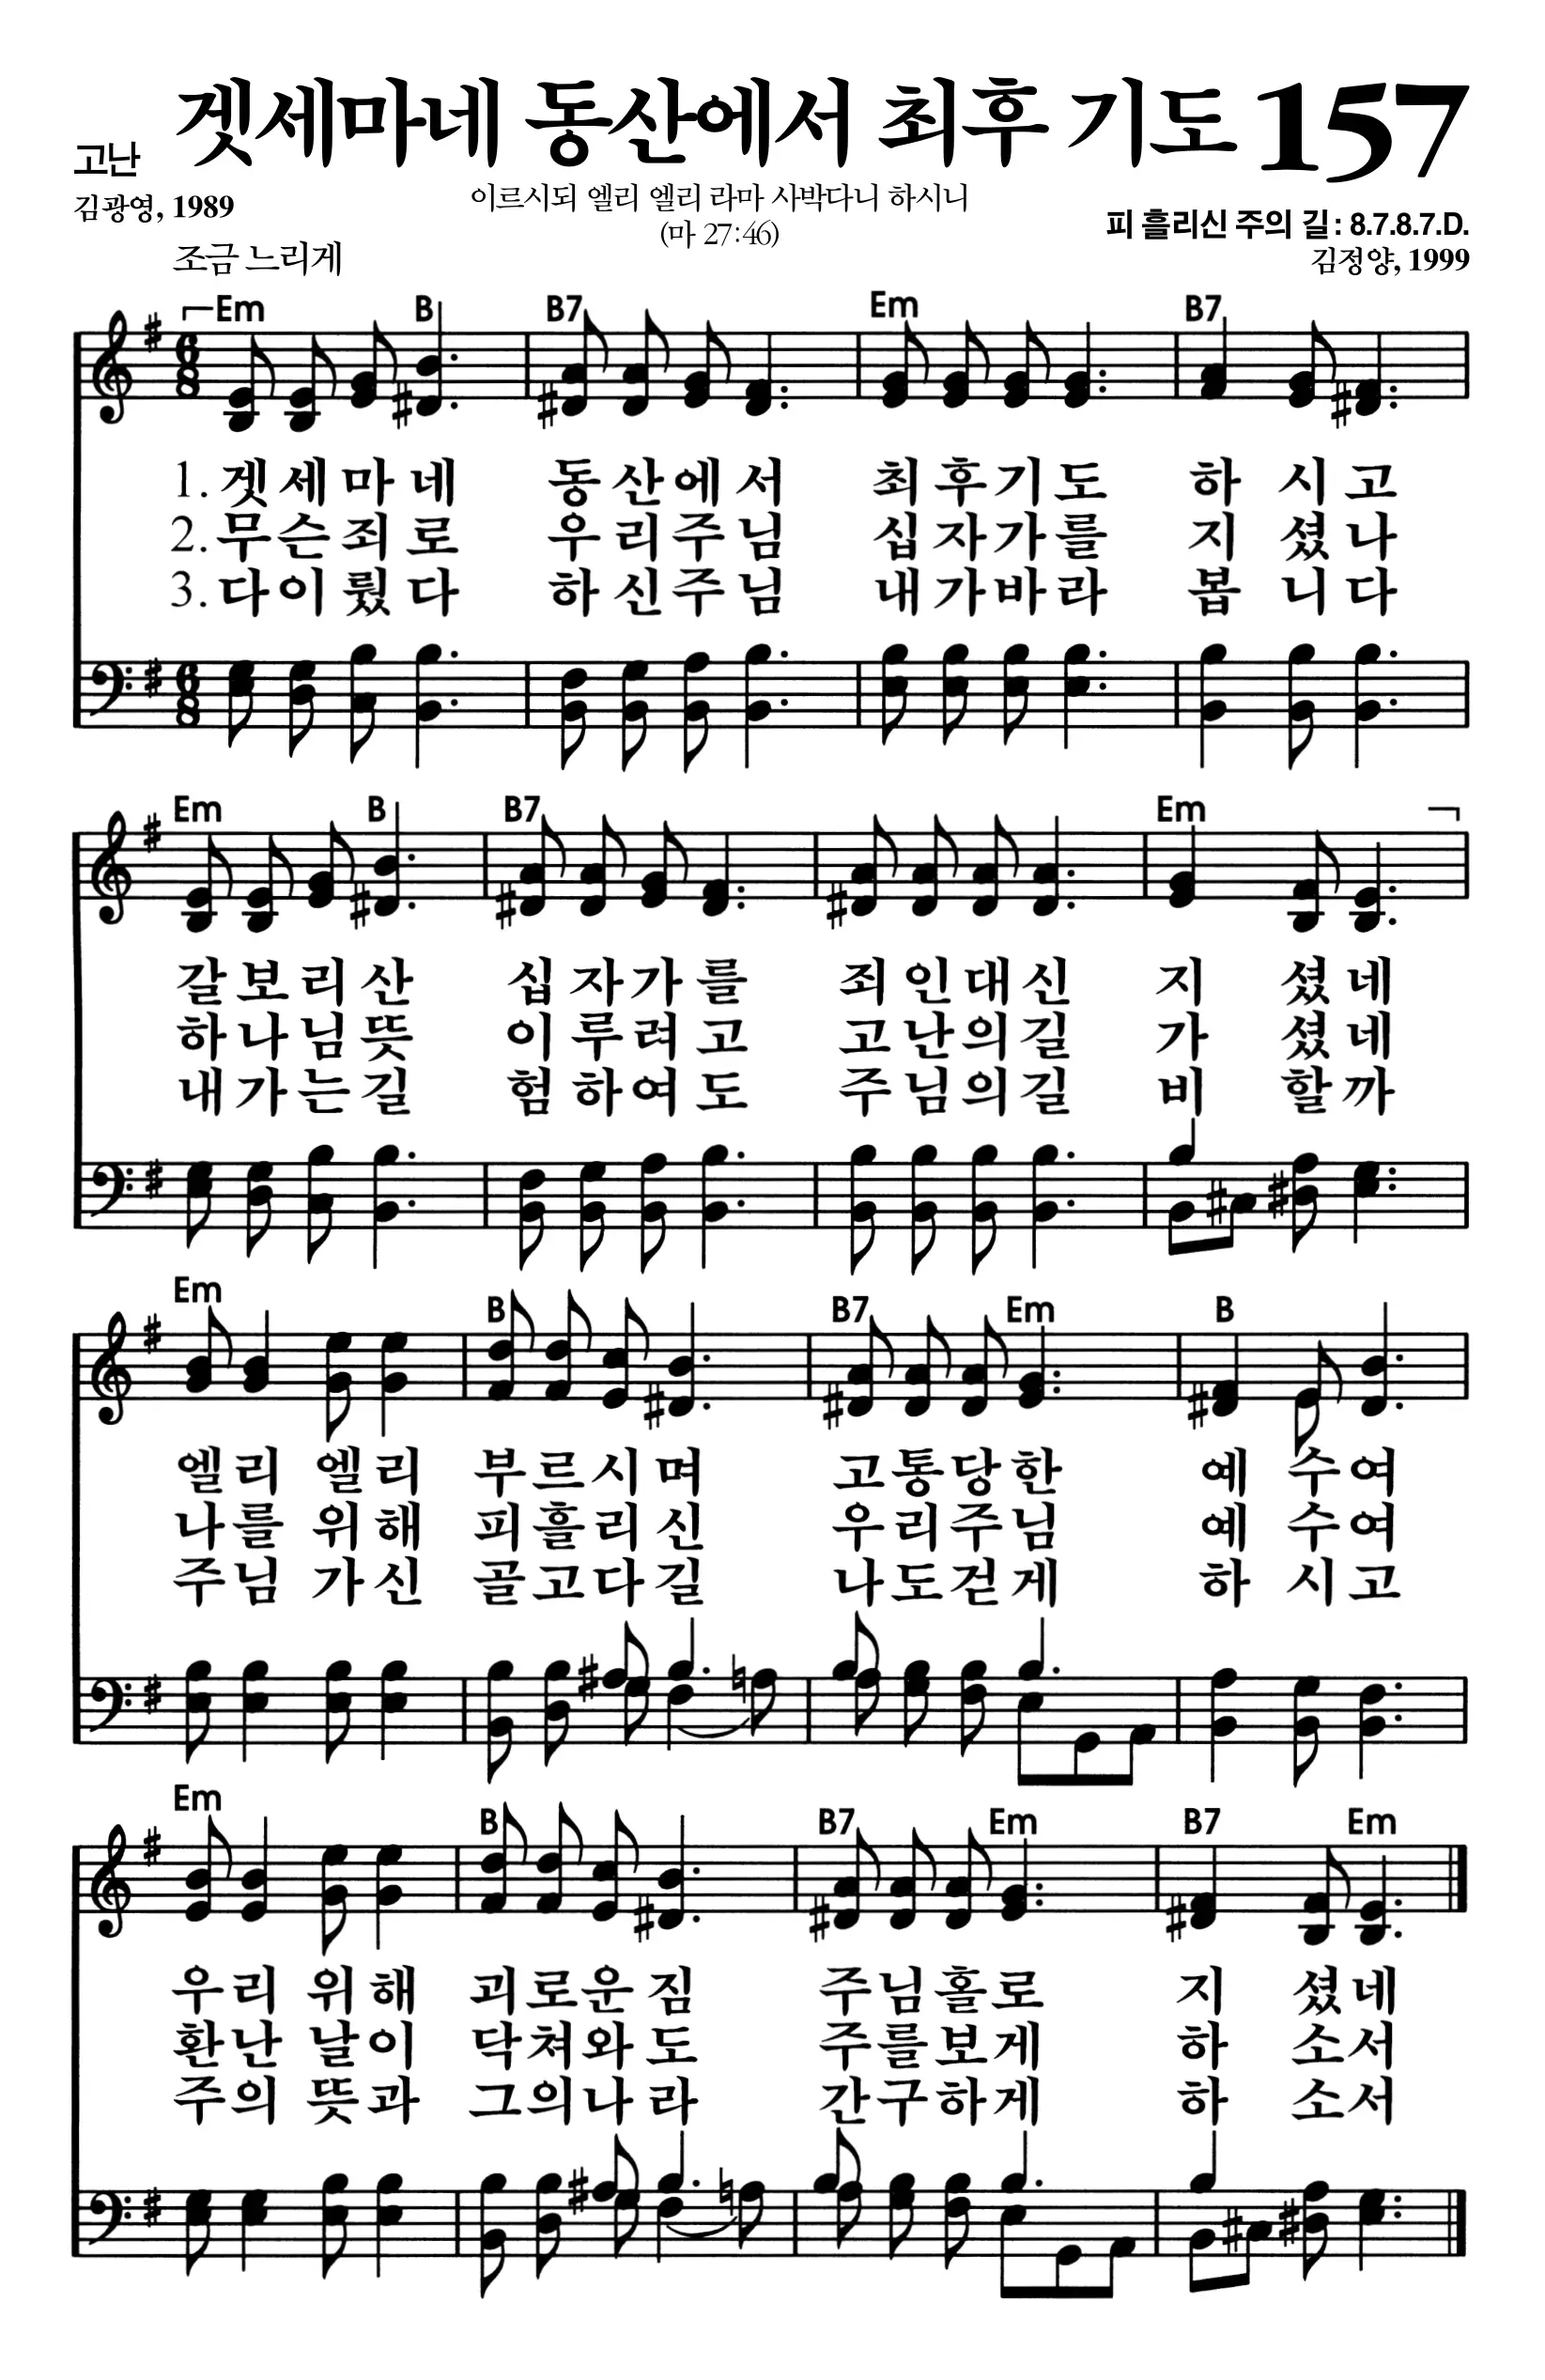 겟세마네 동산에서 최후 기도 157
고난
김광영, 1989
이르시되 엘리 엘리 라마 사박다니 하시니
(마 27:46)
피 흘리신 주의 길: 8.7.8.7.D.
김정양, 1999
조금 느리게
Em B B7 Em B7
1. 겟세마네 동산에서 최후기도 하시고
2. 무슨죄로 우리주님 십자가를 지셨나
3. 다이뤘다 하신주님 내가바라 봅니다
Em B B7 Em
갈보리산 십자가를 죄인대신 지셨네
하나님뜻 이루려고 고난의길 가셨네
내가는길 험하여도 주님의길 비할까
Em B B7 Em B
엘리 엘리 부르시며 고통당한 예수여
나를 위해 피흘리신 우리주님 예수여
주님 가신 골고다길 나도걷게 하시고
Em B B7 Em B7 Em
우리 위해 괴로운짐 주님홀로 지셨네
환난 날이 닥쳐와도 주를보게 하소서
주의 뜻과 그의나라 간구하게 하소서